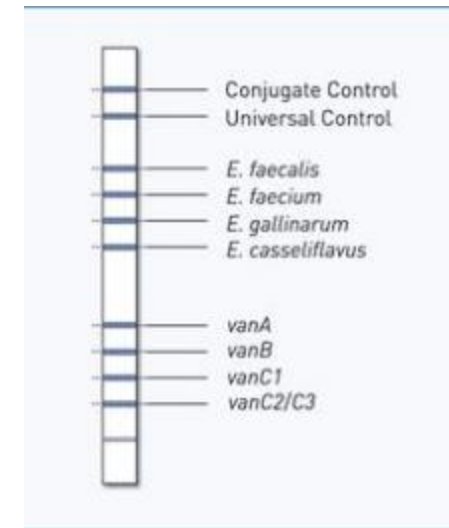 Conjugate Control
Universal Control
E. faecalis
E. faecium
E. gallinarum
E. casseliflavus
vanA
vanB
vanC1
vanC2/C3